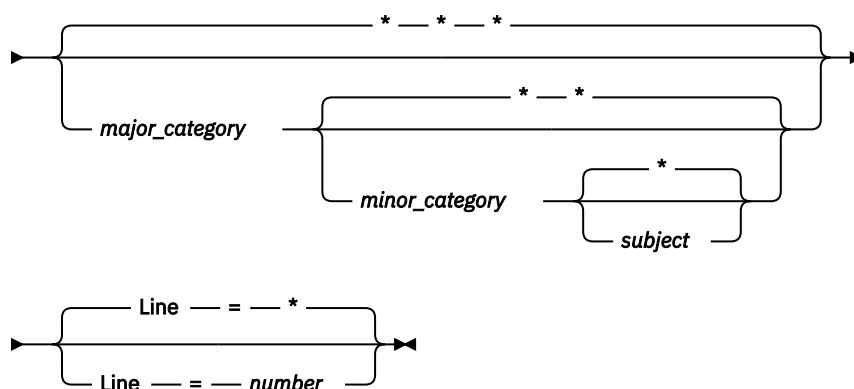 * * *
major_category
* *
minor_category
*
subject
Line = *
Line = number